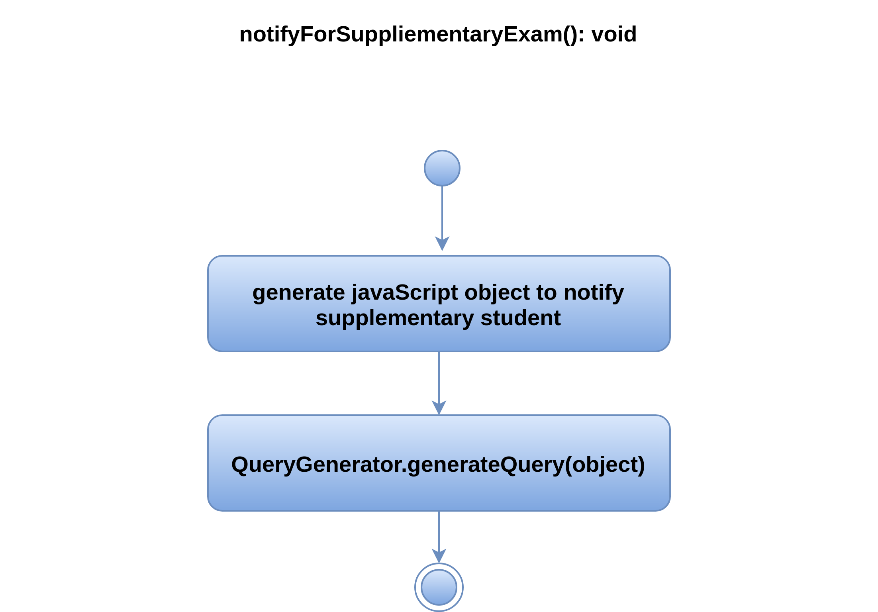 notifyForSuppliementaryExam(): void
generate javaScript object to notify
supplementary student
QueryGenerator.generateQuery(object)